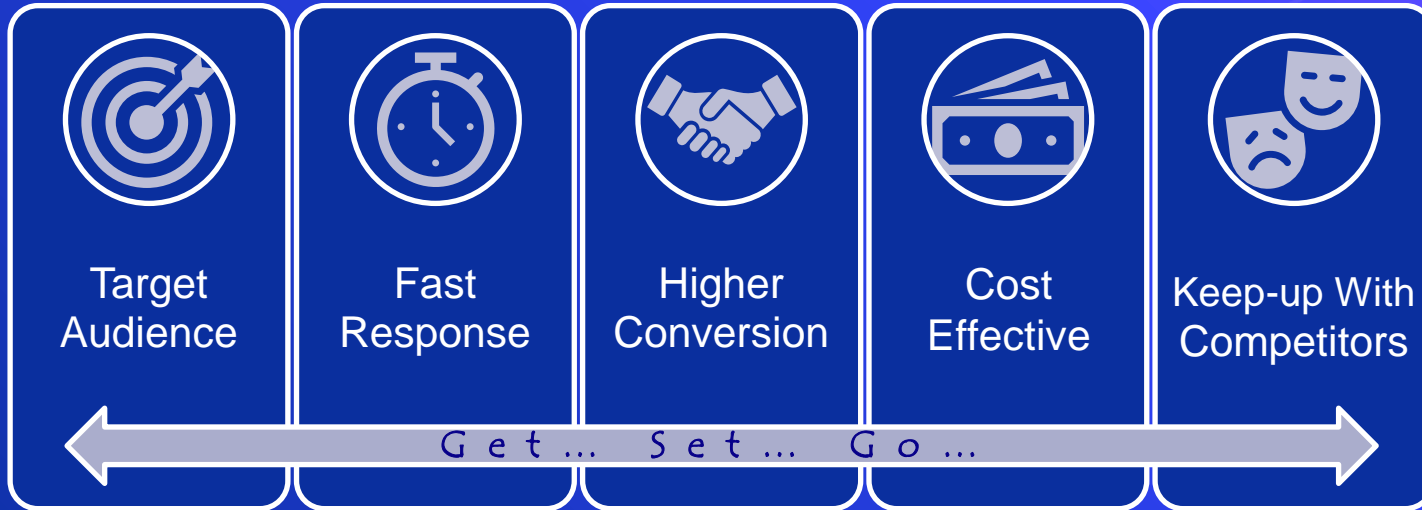 Target
Audience
Fast
Response
Higher
Conversion
Cost
Effective
Keep-up With
Competitors
Get... Set... Go...